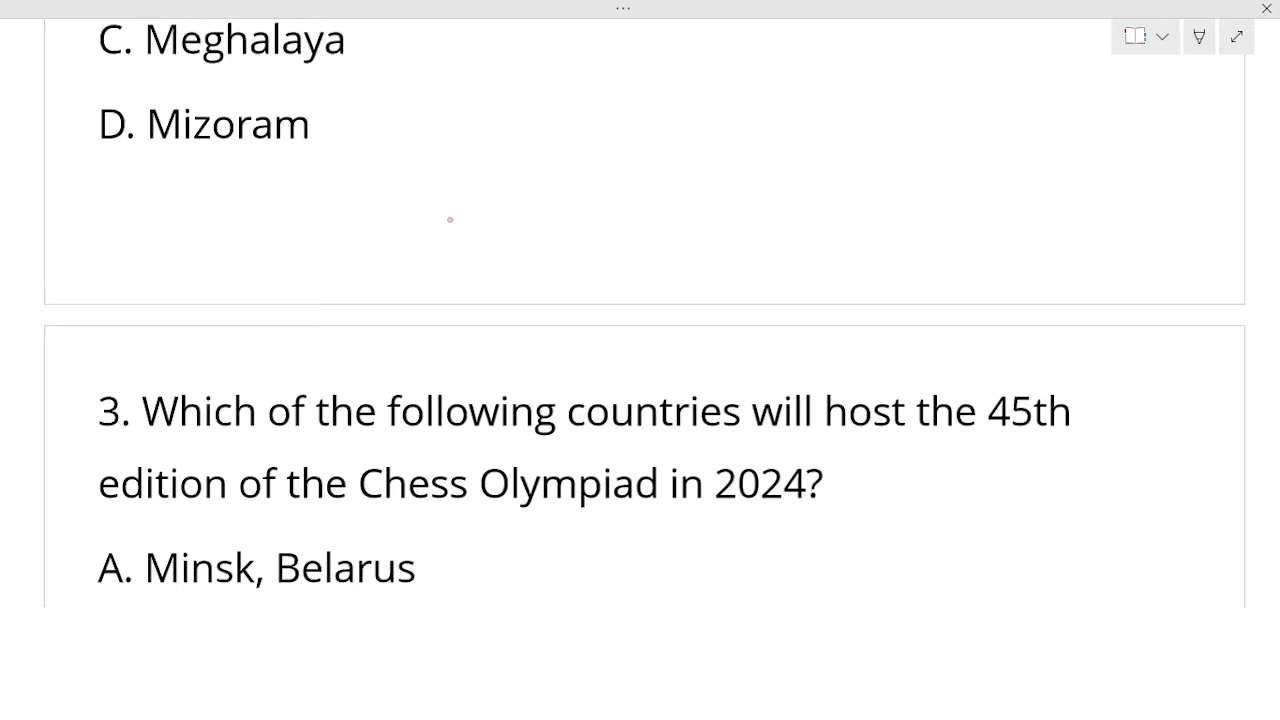 C. Meghalaya
D. Mizoram
3. Which of the following countries will host the 45th
edition of the Chess Olympiad in 2024?
A. Minsk, Belarus